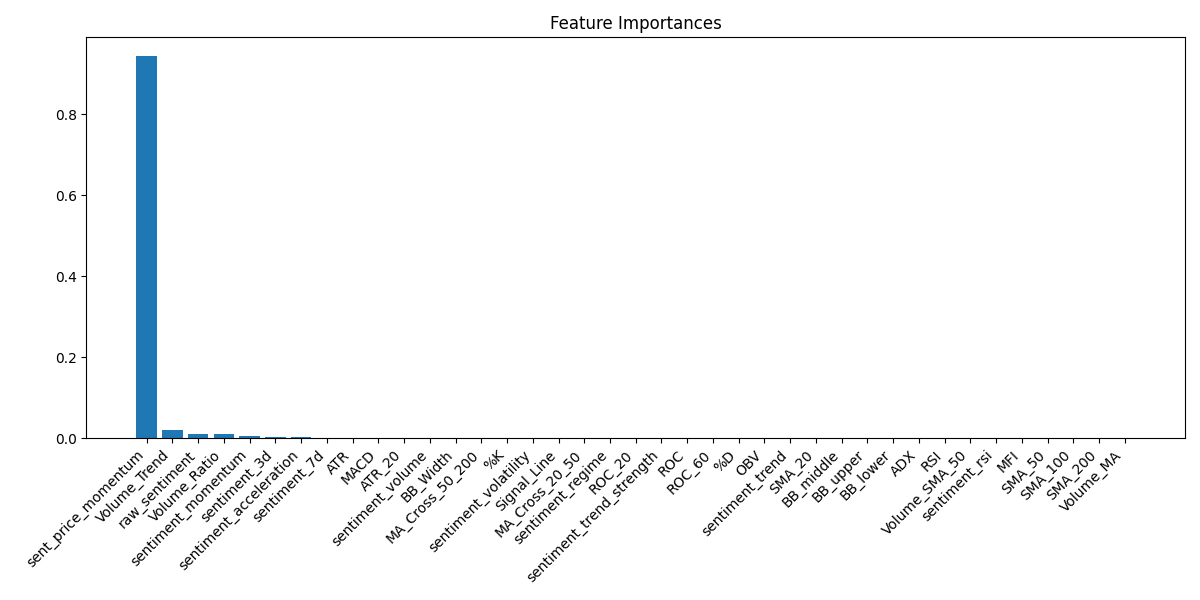 Feature Importances
0.8
0.6
0.4
0.2
0.0
sent_price_momentum
Volume_Trend
raw_sentiment
Volume_Ratio
sentiment_momentum
sentiment_3d
sentiment_acceleration
sentiment_7d
ATR
MACD
ATR_20
sentiment_volume
BB_Width
MA_Cross_50_200
%K
sentiment_volatility
Signal_Line
MA_Cross_20_50
sentiment_regime
ROC_20
sentiment_trend_strength
ROC
ROC_60
%D
OBV
sentiment_trend
SMA_20
BB_middle
BB_upper
BB_lower
ADX
RSI
Volume_SMA_50
sentiment_rsi
MFI
SMA_50
SMA_100
SMA_200
Volume_MA